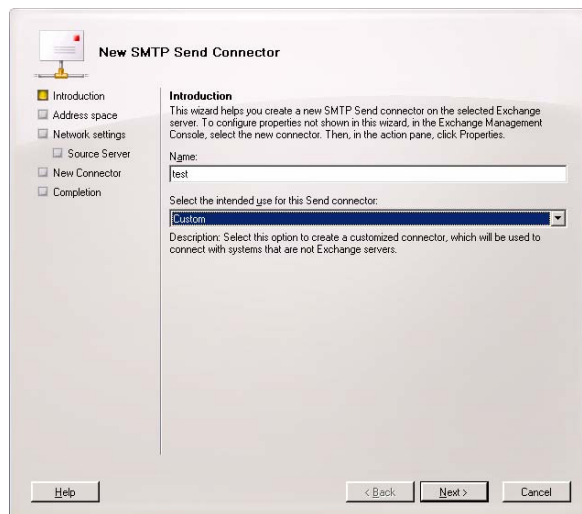 New SMTP Send Connector
Introduction
Address space
Network settings
Source Server
New Connector
Completion
Introduction
This wizard helps you create a new SMTP Send connector on the selected Exchange
server. To configure properties not shown in this wizard, in the Exchange Management
Console, select the new connector. Then, in the action pane, click Properties.
Name:
test
Select the intended use for this Send connector:
Custom
Description: Select this option to create a customized connector, which will be used to
connect with systems that are not Exchange servers.
Help
< Back
Next >
Cancel